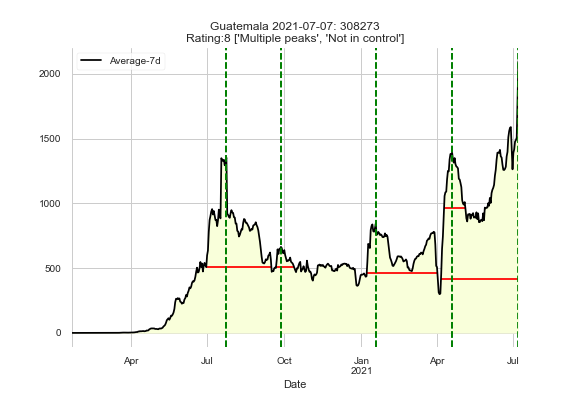 Guatemala 2021-07-07: 308273
Rating:8 ['Multiple peaks', 'Not in control']
Average-7d
2000
1500
1000
500
0
Apr
Jul
Oct
Jan
2021
Apr
Jul
Date